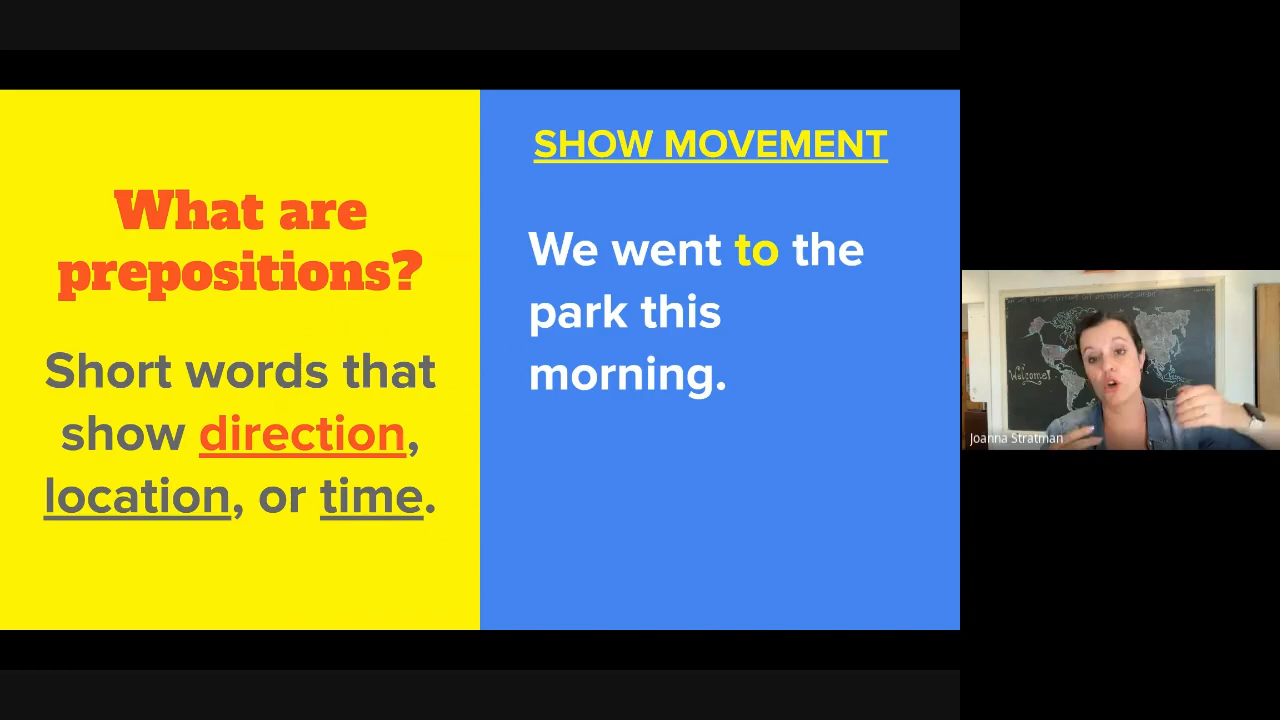 What are
prepositions?
Short words that
show direction,
location, or time.
SHOW MOVEMENT
We went to the
park this
morning.
Welcome!
Joanna Stratman